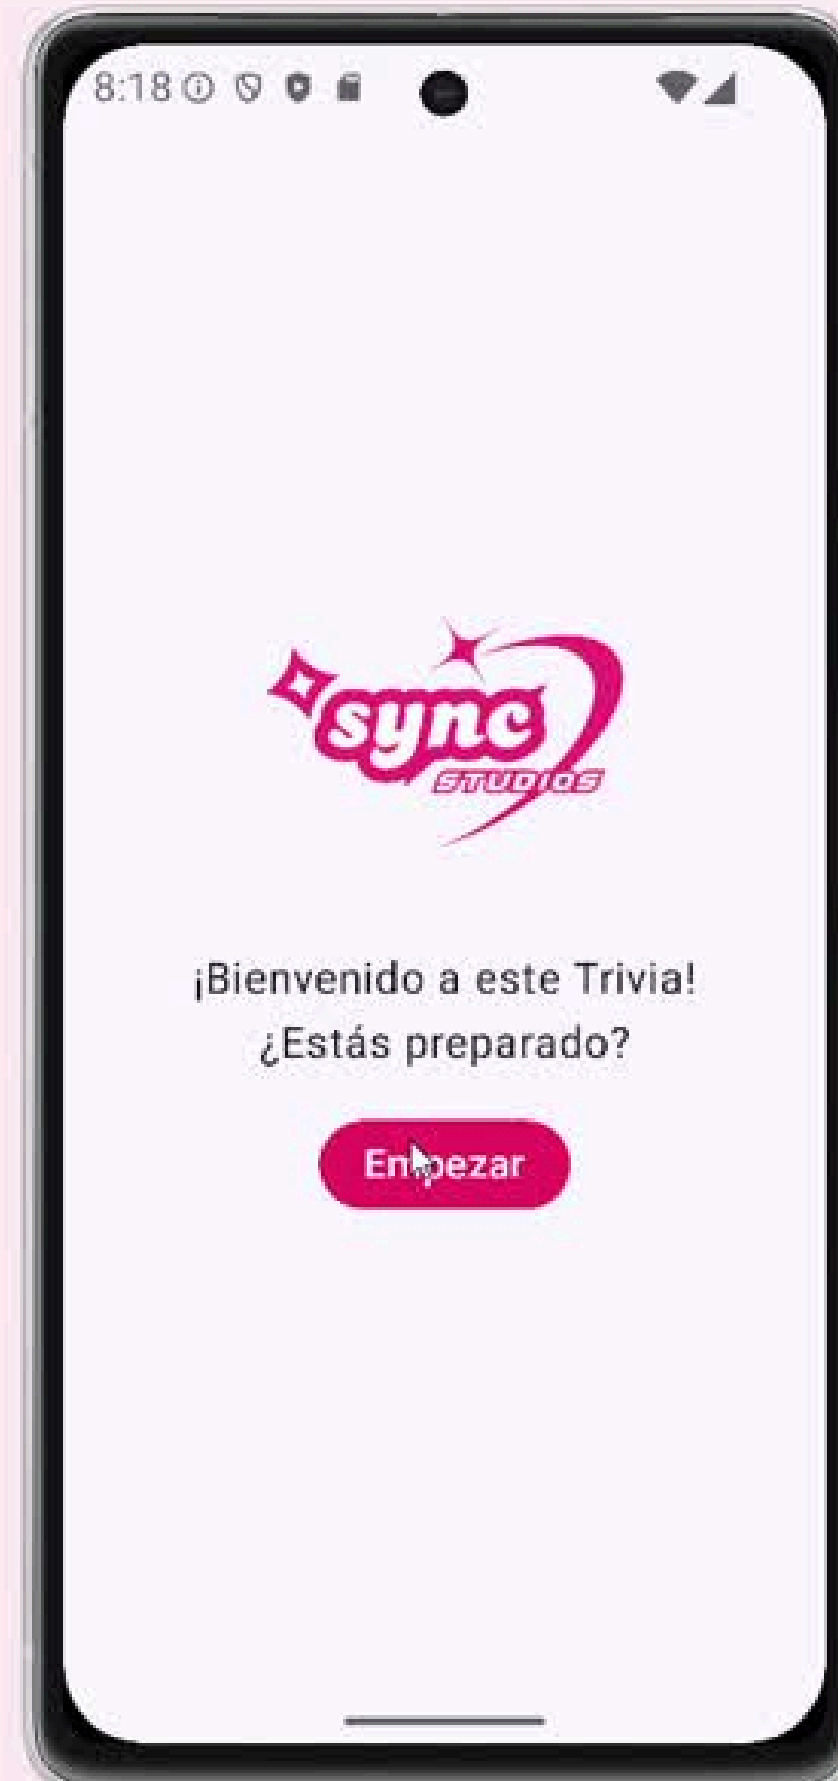 8:18
sync
STUDIOS
¡Bienvenido a este Trivia!
¿Estás preparado?
Empezar